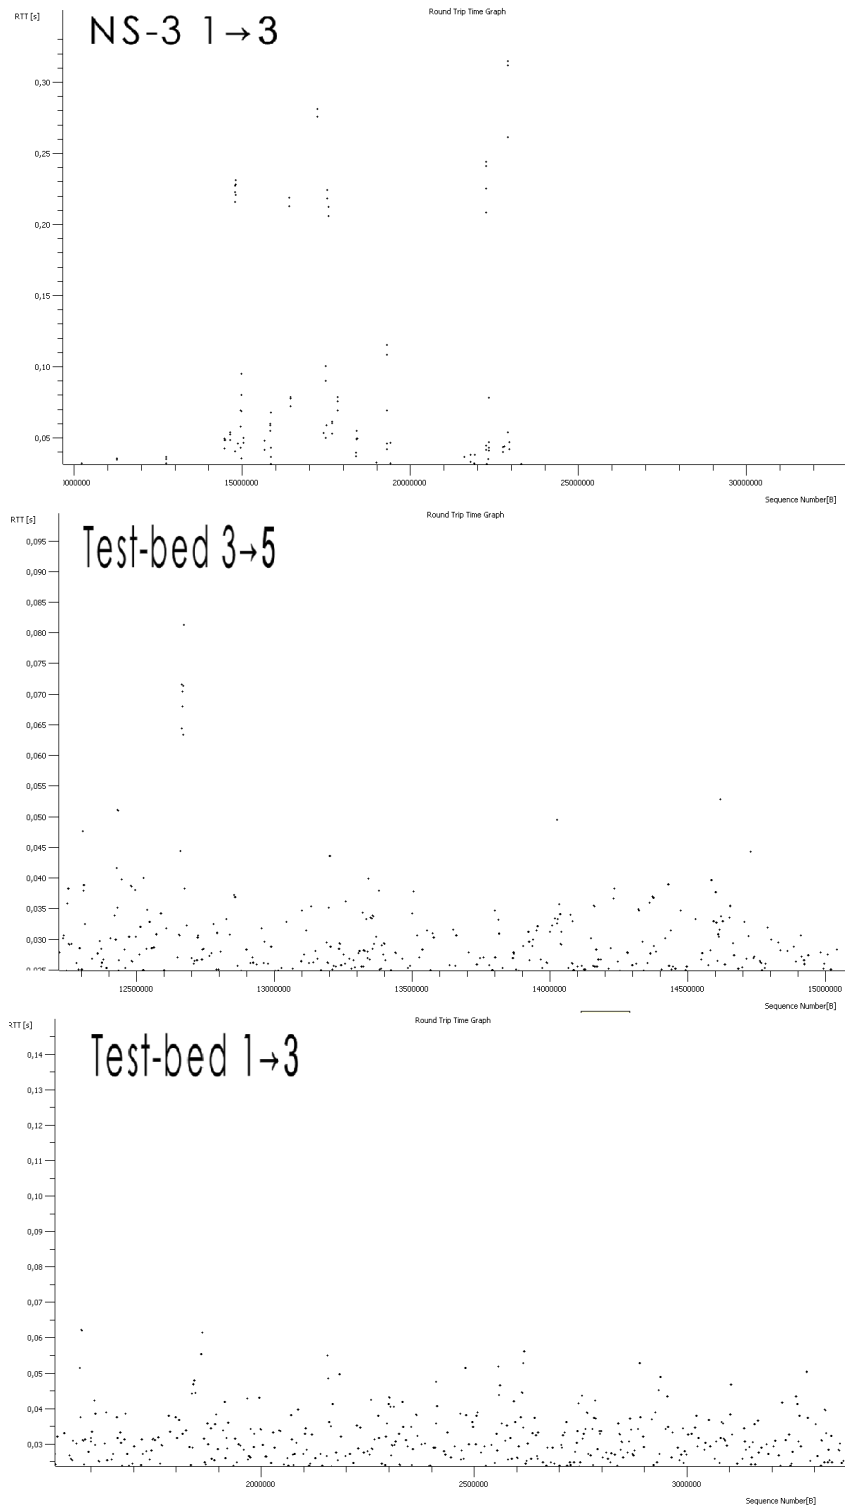 Round Trip Time Graph
RTT [s]
NS-3 1→3
0,30
0,25
0,20
0,15
0,10
0,05
0000000 15000000 20000000 25000000 30000000
Sequence Number[B]
Round Trip Time Graph
RTT [s]
Test-bed 3→5
0,095
0,090
0,085
0,080
0,075
0,070
0,065
0,060
0,055
0,050
0,045
0,040
0,035
0,030
0,025
12500000 13000000 13500000 14000000 14500000 15000000
Sequence Number[B]
Round Trip Time Graph
RTT [s]
Test-bed 1→3
0,14
0,13
0,12
0,11
0,10
0,09
0,08
0,07
0,06
0,05
0,04
0,03
2000000 2500000 3000000
Sequence Number[B]